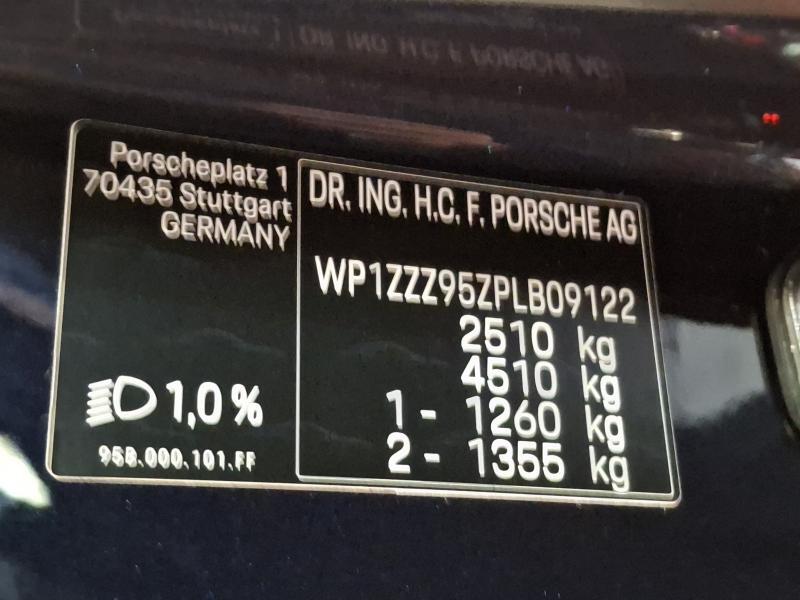 Porscheplatz 1
70435 Stuttgart
GERMANY
1,0%
95B.000.101.FF
DR. ING. H.C. F. PORSCHE AG
WP1ZZZ95ZPLB09122
2510 kg
4510 kg
1 - 1260 kg
2 - 1355 kg